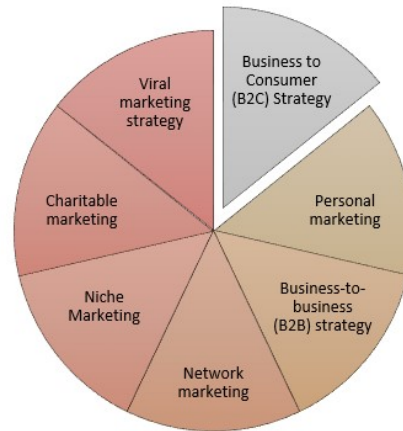 Business to
Consumer
(B2C) Strategy
Personal
marketing
Business-to-
business
(B2B) strategy
Network
marketing
Niche
Marketing
Charitable
marketing
Viral
marketing
strategy